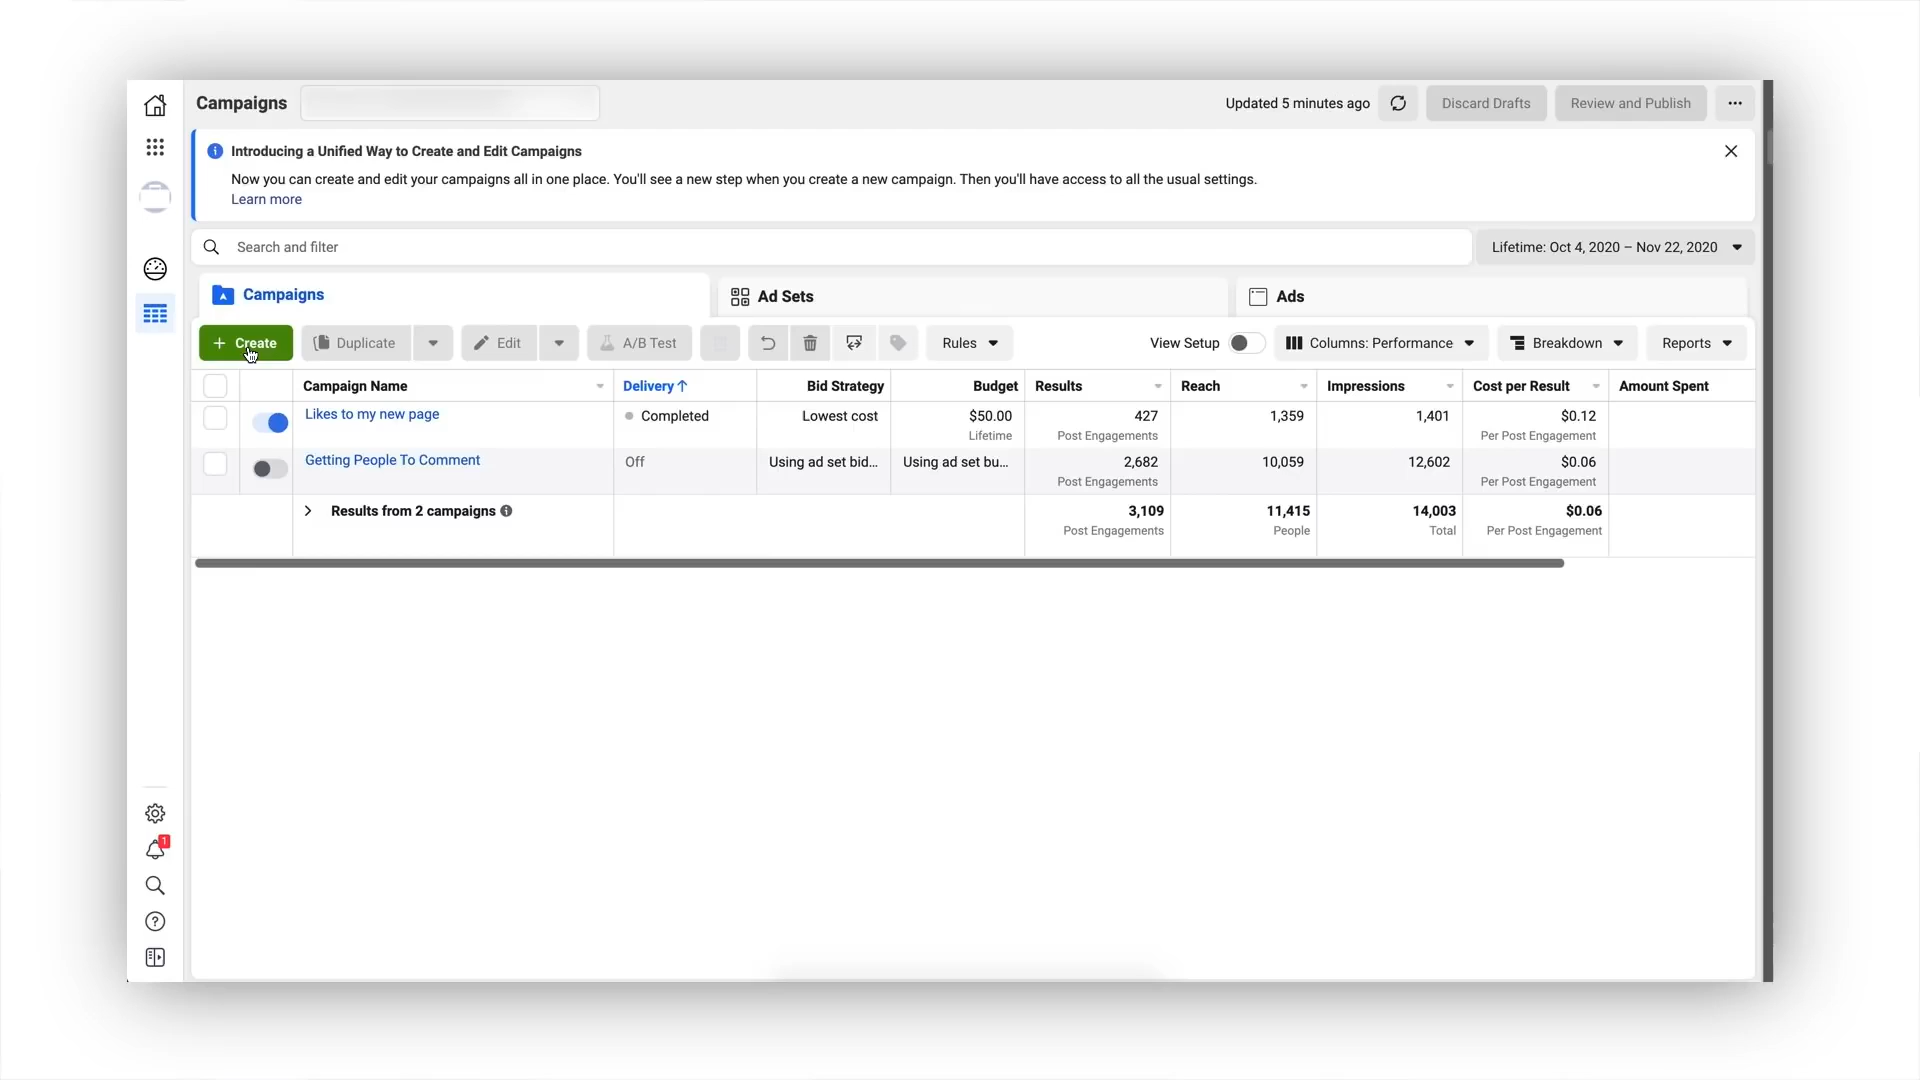 Campaigns
Updated 5 minutes ago
Discard Drafts
Review and Publish
Introducing a Unified Way to Create and Edit Campaigns
Now you can create and edit your campaigns all in one place. You'll see a new step when you create a new campaign. Then you'll have access to all the usual settings.
Learn more
Search and filter
Lifetime: Oct 4, 2020 – Nov 22, 2020
Campaigns
Ad Sets
Ads
+ Create
Duplicate
Edit
A/B Test
Rules
View Setup
Columns: Performance
Breakdown
Reports
Campaign Name
Delivery↑
Bid Strategy
Budget
Results
Reach
Impressions
Cost per Result
Amount Spent
Likes to my new page
Completed
Lowest cost
$50.00
Lifetime
427
Post Engagements
1,359
1,401
$0.12
Per Post Engagement
Getting People To Comment
Off
Using ad set bid...
Using ad set bu...
2,682
Post Engagements
10,059
12,602
$0.06
Per Post Engagement
Results from 2 campaigns
3,109
Post Engagements
11,415
People
14,003
Total
$0.06
Per Post Engagement
1